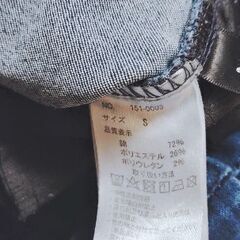 NO. 151-0003
サイズ S
品質表示
綿 72%
ポリエステル 26%
ポリウレタン 2%
取り扱い方法